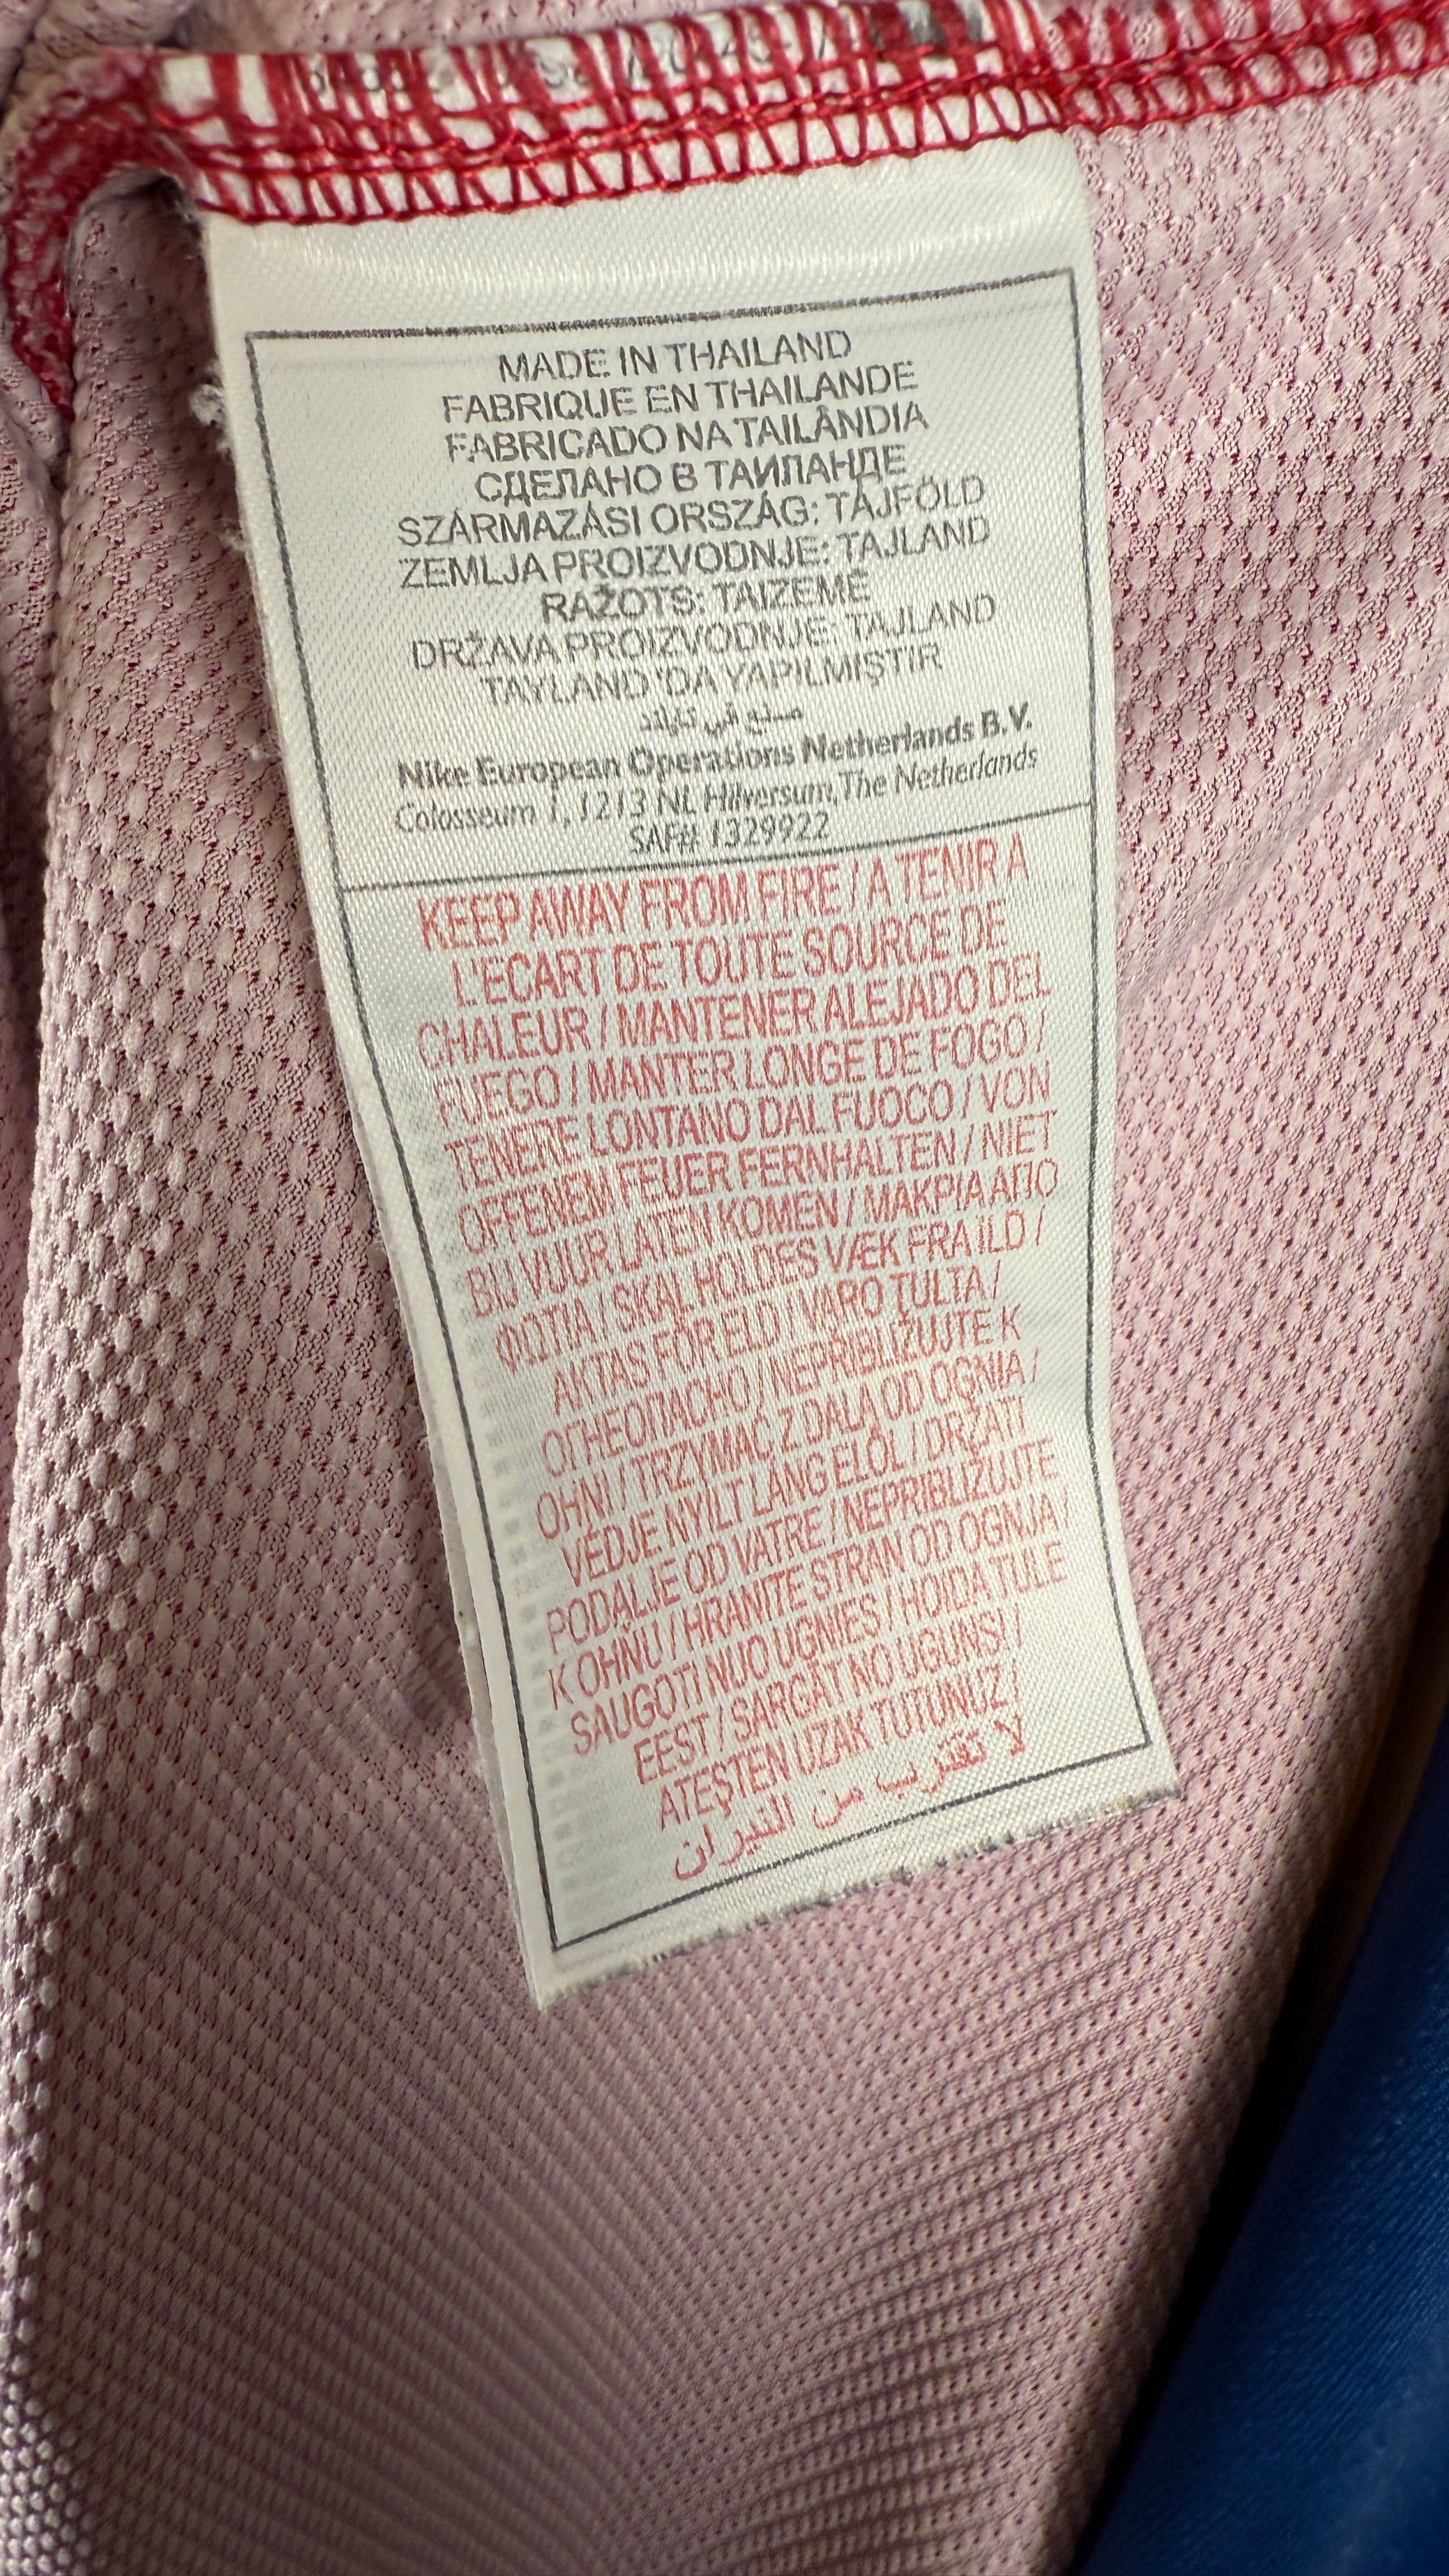 MADE IN THAILAND
FABRIQUE EN THAILANDE
FABRICADO NA TAILÂNDIA
СДЕЛАНО В ТАИЛАНДЕ
SZÁRMAZÁSI ORSZÁG: TÁJFÖLD
ZEMLJA PROIZVODNJE: TAJLAND
RAŽOTS: TAIZEMĒ
DRŽAVA PROIZVODNJE: TAJLAND
TAYLAND 'DA YAPILMIŞTIR
صنع في تايلاند
Nike European Operations Netherlands B.V.
Colosseum 1, 1213 NL Hilversum, The Netherlands
SAF# 1329922
KEEP AWAY FROM FIRE / A TENIR A
L'ECART DE TOUTE SOURCE DE
CHALEUR / MANTENER ALEJADO DEL
FUEGO / MANTER LONGE DE FOGO /
TENERE LONTANO DAL FUOCO / VON
OFFENEM FEUER FERNHALTEN / NIET
BIJ VUUR LATEN KOMEN / ΜΑΚΡΙΑ ΑΠΟ
ΦΩΤΙΑ / SKAL HOLDES VÆK FRA ILD /
AKTAS FÖR ELD / VARO TULTA /
ОГНЕОПАСНО / NEPRIBLIŽUJTE K
OHNI / TRZYMAĆ Z DALA OD OGNIA /
VÉDJE NYÍLT LÁNG ELÖL / DRŽATI
PODALJE OD VATRE / NEPRIBLIŽUJTE
K OHŇU / HRANITE STRAN OD OGNJA /
SAUGOTI NUO UGNIES / HOIDA TULE
EEST / SARGĀT NO UGUNS! /
ATEŞTEN UZAK TUTUNUZ /
لا تقترب من النيران